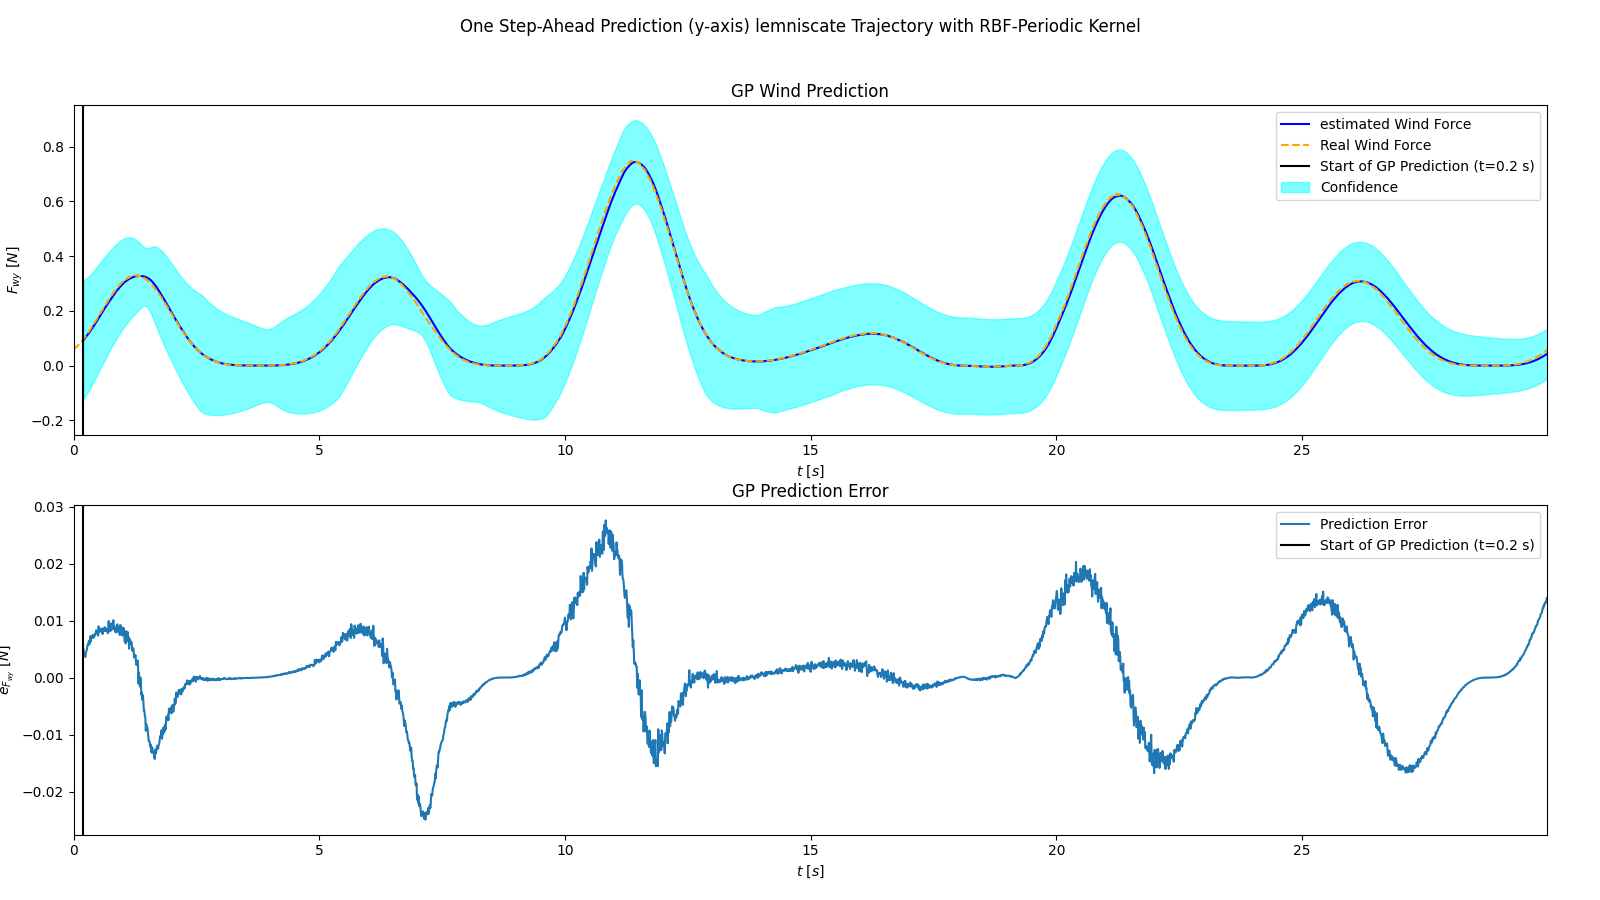 One Step-Ahead Prediction (y-axis) lemniscate Trajectory with RBF-Periodic Kernel
GP Wind Prediction
estimated Wind Force
Real Wind Force
Start of GP Prediction (t=0.2 s)
Confidence
F_wy [N]
0.8
0.6
0.4
0.2
0.0
−0.2
0 5 10 15 20 25
t [s]
GP Prediction Error
Prediction Error
Start of GP Prediction (t=0.2 s)
e_F_wy [N]
0.03
0.02
0.01
0.00
−0.01
−0.02
0 5 10 15 20 25
t [s]